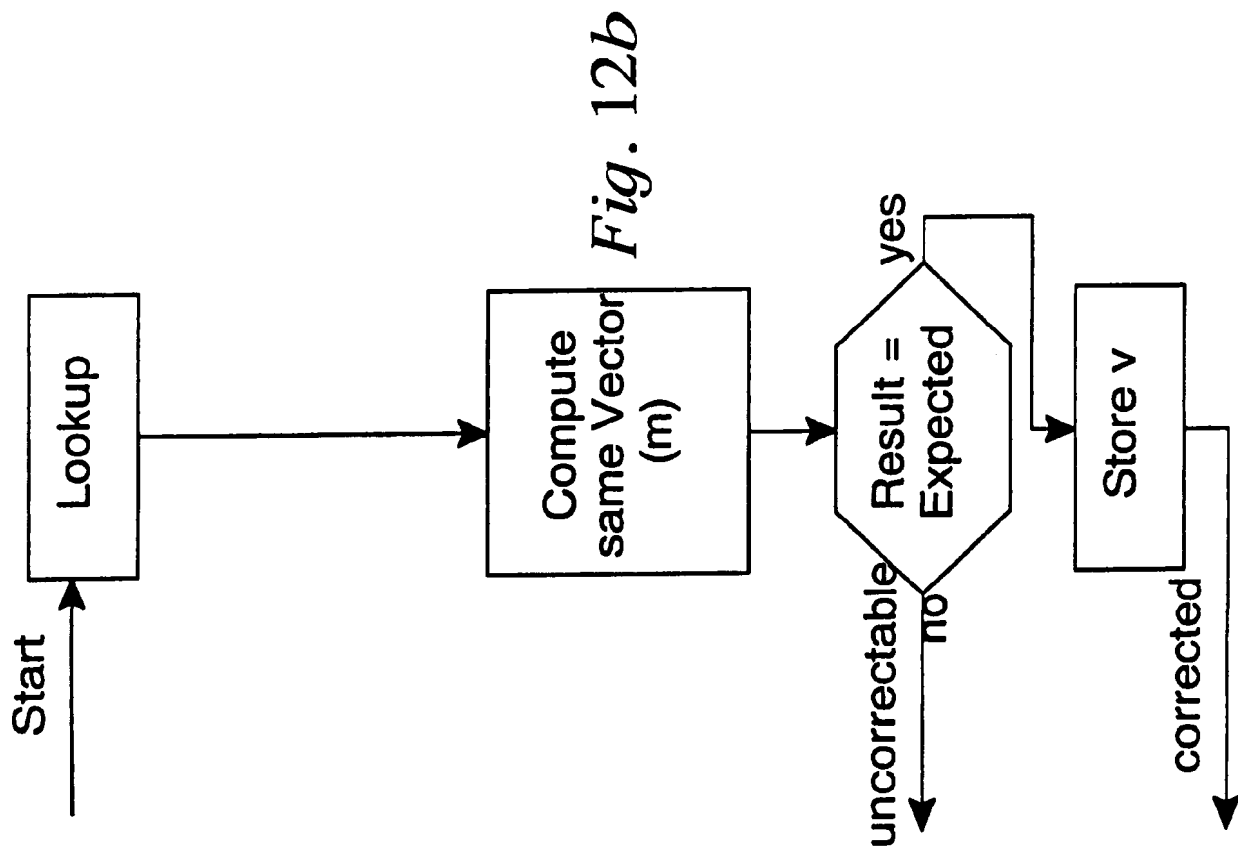 Start
Lookup
Compute
same Vector
(m)
Result =
Expected
yes
no
uncorrectable
Store v
corrected
Fig. 12b